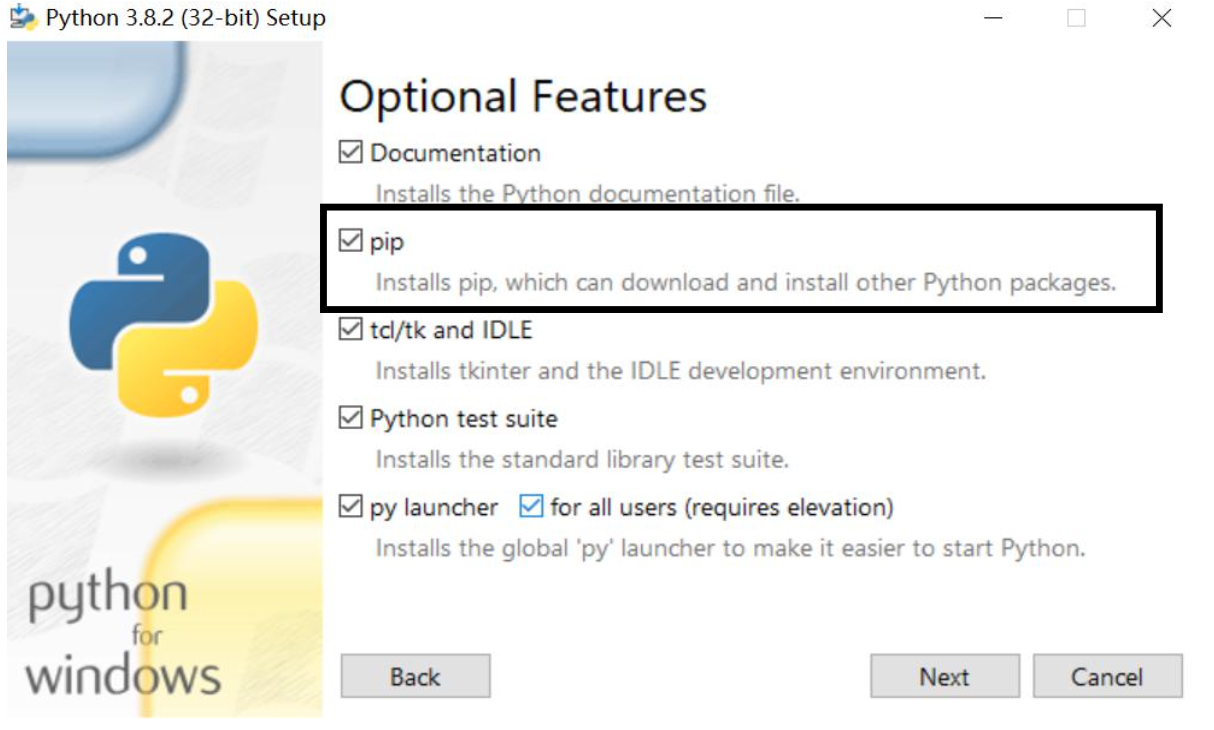 Python 3.8.2 (32-bit) Setup
Optional Features
Documentation
Installs the Python documentation file.
pip
Installs pip, which can download and install other Python packages.
tcl/tk and IDLE
Installs tkinter and the IDLE development environment.
Python test suite
Installs the standard library test suite.
py launcher for all users (requires elevation)
Installs the global 'py' launcher to make it easier to start Python.
python
for
windows
Back Next Cancel